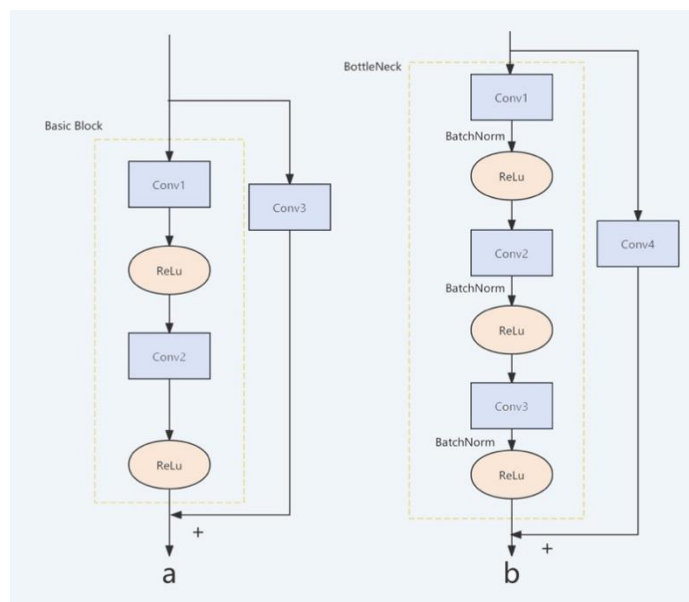 Basic Block
Conv1
Conv3
ReLu
Conv2
ReLu
+
a
BottleNeck
Conv1
BatchNorm
ReLu
Conv2
Conv4
BatchNorm
ReLu
Conv3
BatchNorm
ReLu
+
b